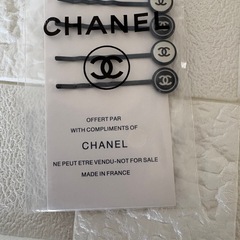 CHANEL
OFFERT PAR
WITH COMPLIMENTS OF
CHANEL
NE PEUT ETRE VENDU-NOT FOR SALE
MADE IN FRANCE